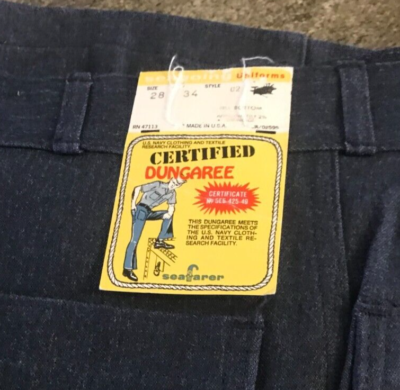 Uniforms
SIZE STYLE
28 34
RN 47113 MADE IN U.S.A.
U.S. NAVY CLOTHING AND TEXTILE
RESEARCH FACILITY
CERTIFIED
DUNGAREE
CERTIFICATE
THIS DUNGAREE MEETS
THE SPECIFICATIONS OF
THE U.S. NAVY CLOTH-
ING AND TEXTILE RE-
SEARCH FACILITY.
seafarer